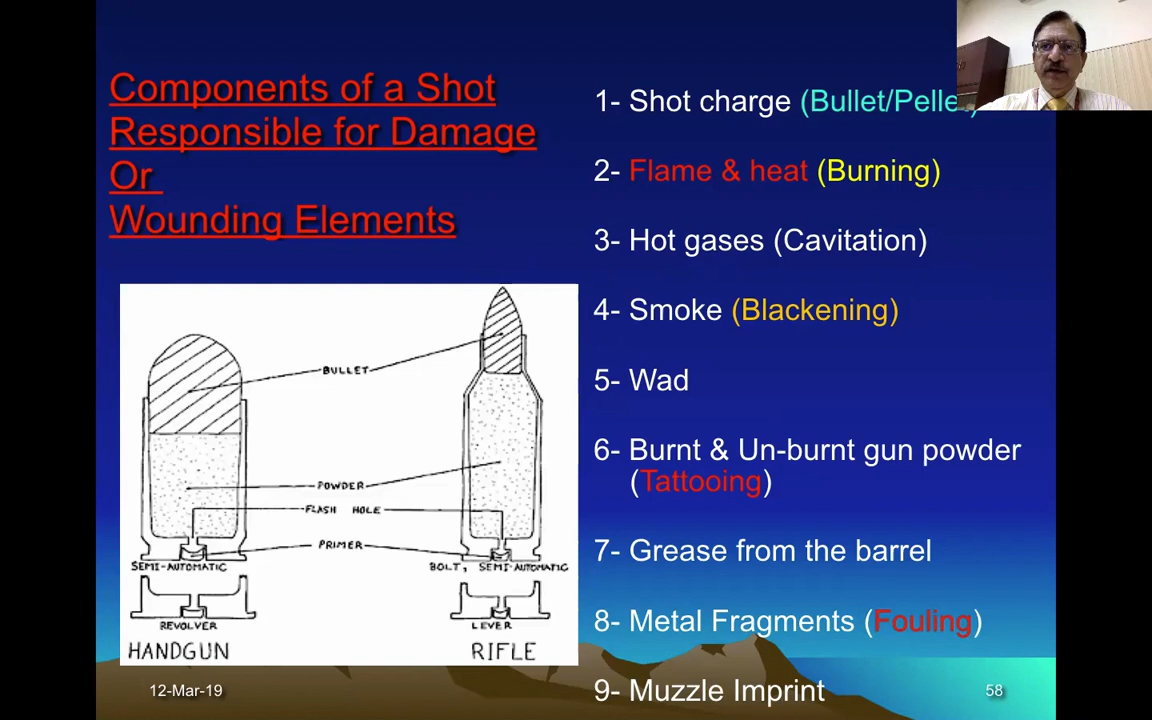 Components of a Shot
Responsible for Damage
Or
Wounding Elements
1- Shot charge (Bullet/Pellet)
2- Flame & heat (Burning)
3- Hot gases (Cavitation)
4- Smoke (Blackening)
5- Wad
6- Burnt & Un-burnt gun powder
(Tattooing)
7- Grease from the barrel
8- Metal Fragments (Fouling)
9- Muzzle Imprint
BULLET
POWDER
FLASH HOLE
PRIMER
SEMI-AUTOMATIC
BOLT, SEMI-AUTOMATIC
REVOLVER
LEVER
HANDGUN
RIFLE
12-Mar-19
58